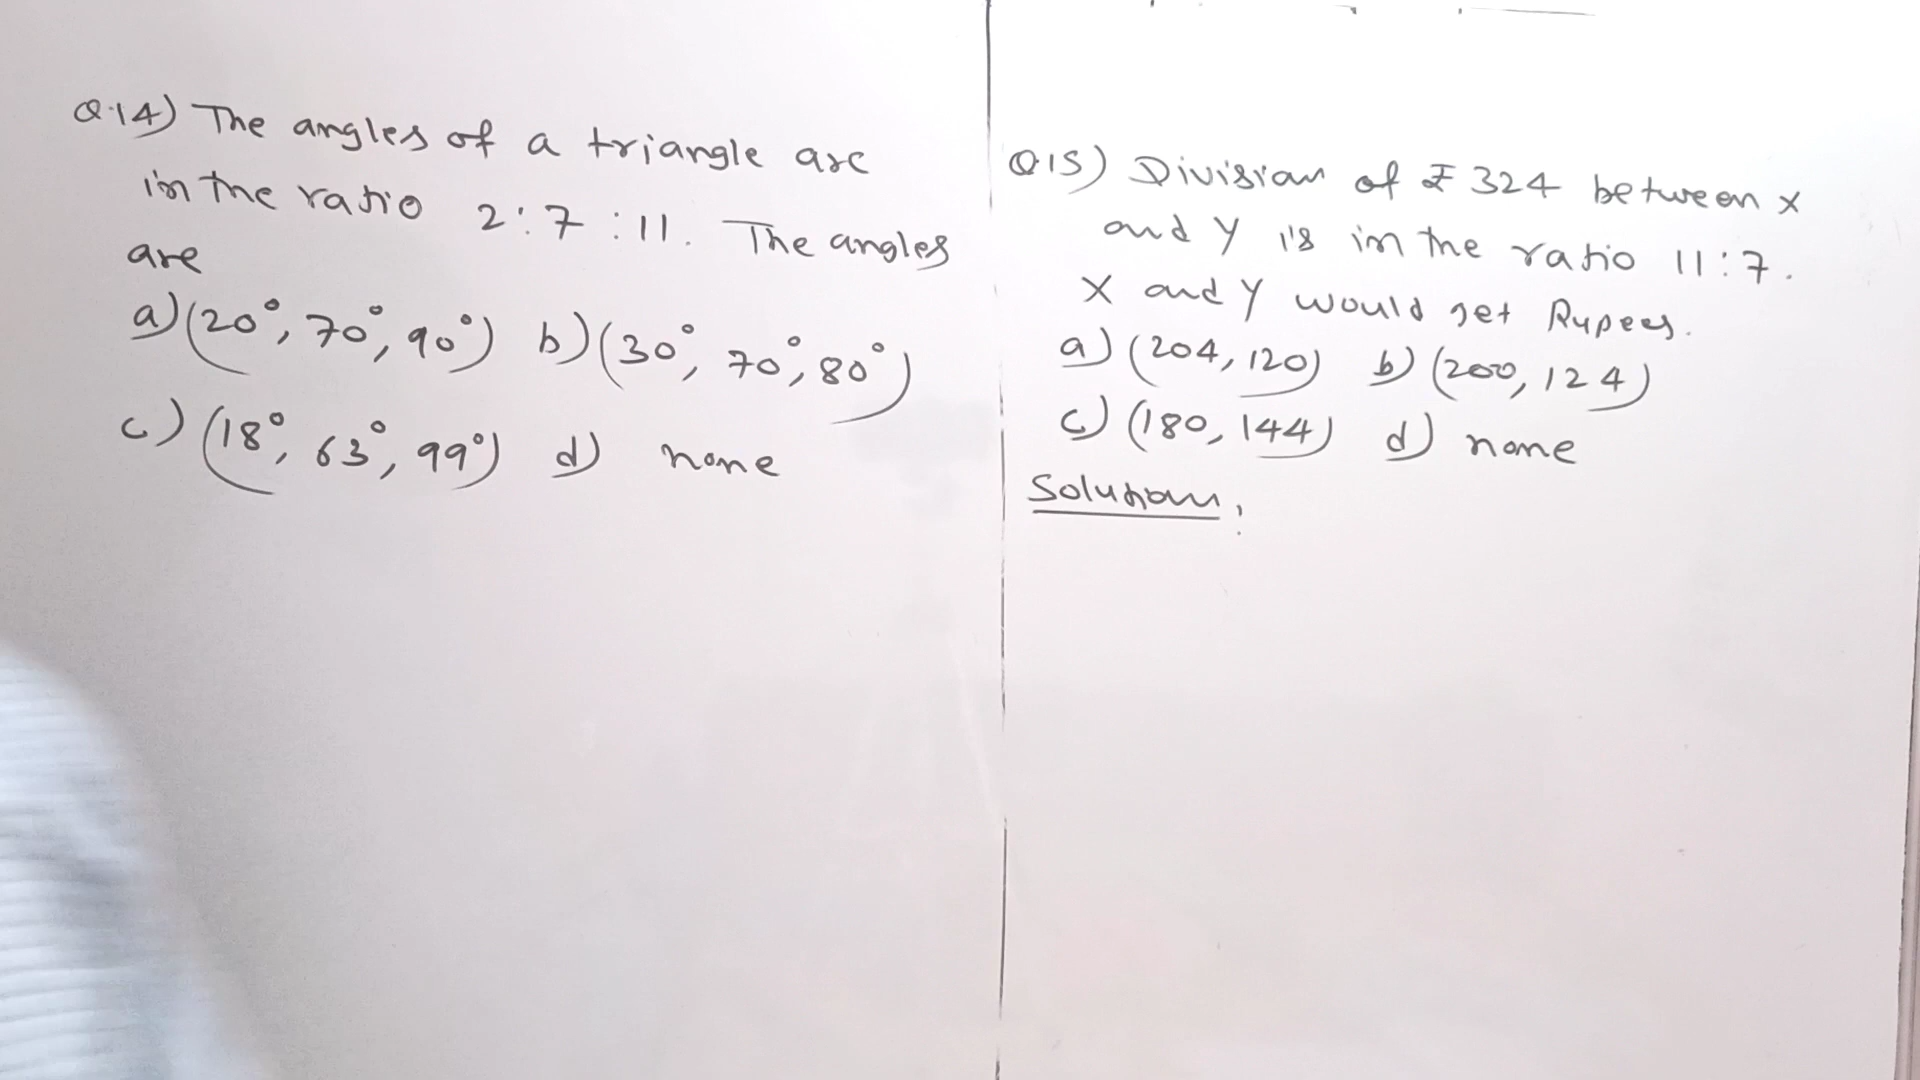 Q.14) The angles of a triangle are
in the ratio 2:7:11. The angles
are
a) (20°, 70°, 90°) b) (30°, 70°, 80°)
c) (18°, 63°, 99°) d) none
Q.15) Division of ₹ 324 between X
and Y is in the ratio 11:7.
X and Y would get Rupees.
a) (204, 120) b) (200, 124)
c) (180, 144) d) none
Solution: